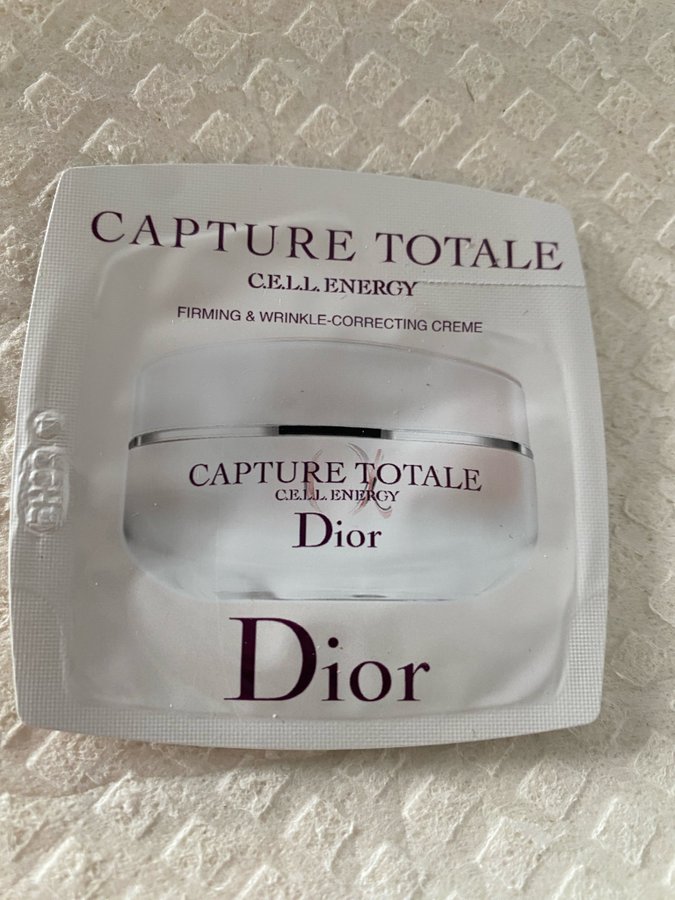 CAPTURE TOTALE
C.E.L.L. ENERGY
FIRMING & WRINKLE-CORRECTING CREME
CAPTURE TOTALE
C.E.L.L. ENERGY
Dior
Dior